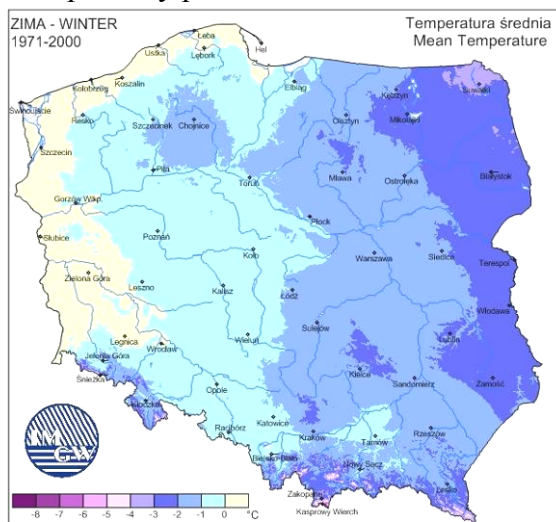 ZIMA - WINTER
1971-2000
Temperatura średnia
Mean Temperature
Łeba
Hel
Ustka
Lębork
Koszalin
Kołobrzeg
Świnoujście
Elbląg
Kętrzyn
Suwałki
Resko
Szczecinek
Chojnice
Olsztyn
Mikołajki
Szczecin
Piła
Toruń
Mława
Ostrołęka
Białystok
Gorzów Wlkp.
Płock
Słubice
Poznań
Koło
Warszawa
Siedlce
Terespol
Zielona Góra
Leszno
Kalisz
Łódź
Włodawa
Legnica
Wrocław
Wieluń
Sulejów
Lublin
Jelenia Góra
Śnieżka
Kielce
Sandomierz
Zamość
Kłodzko
Opole
Racibórz
Katowice
Kraków
Tarnów
Rzeszów
Bielsko-Biała
Nowy Sącz
Lesko
Zakopane
Kasprowy Wierch
IM
GW
-8 -7 -6 -5 -4 -3 -2 -1 0 °C